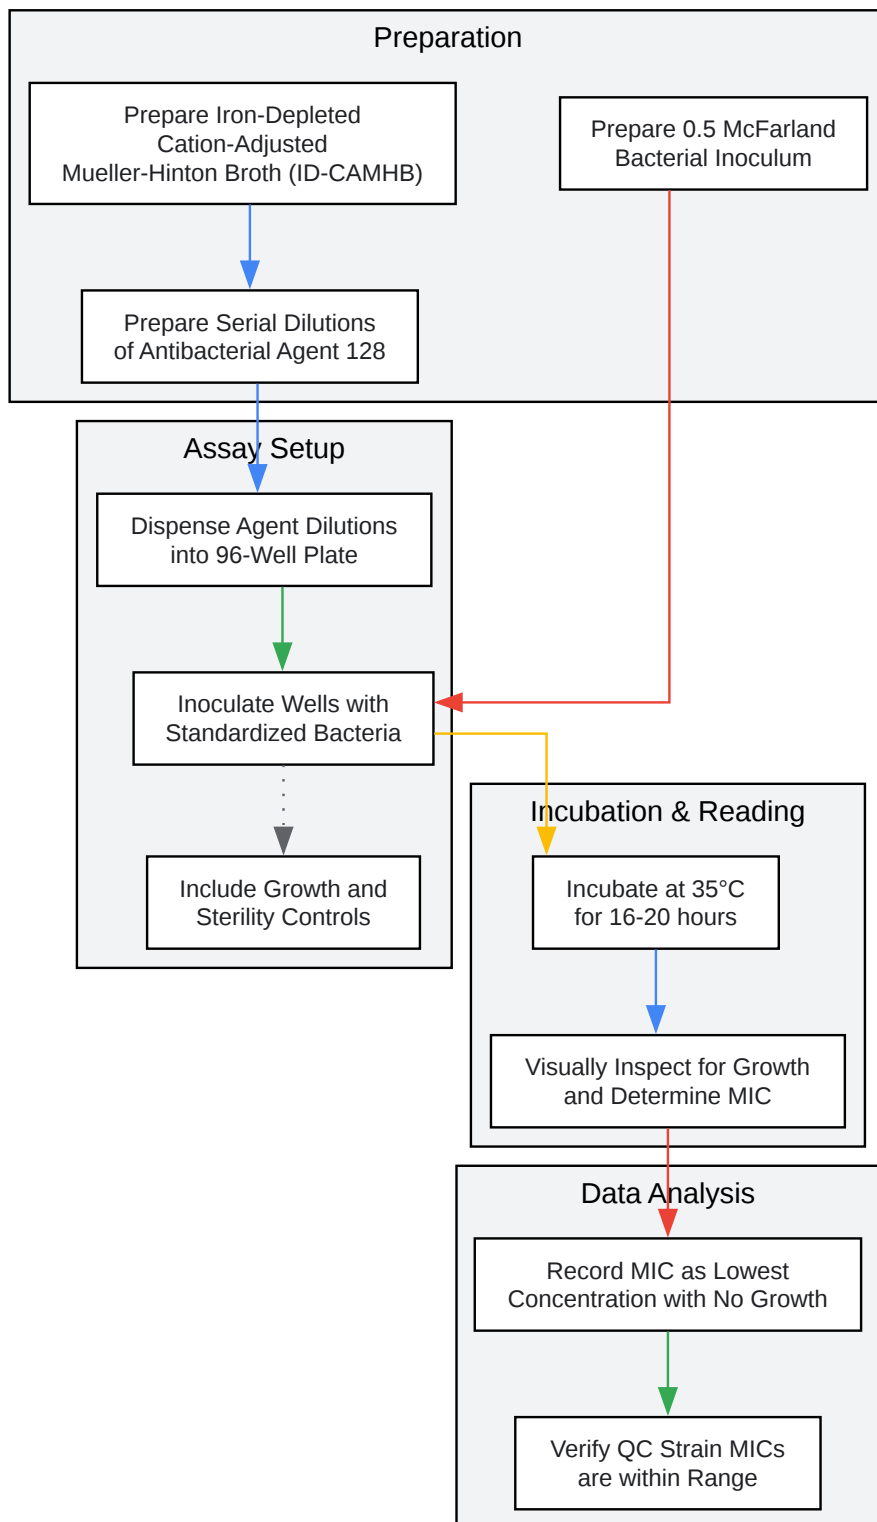 Preparation
Prepare Iron-Depleted
Cation-Adjusted
Mueller-Hinton Broth (ID-CAMHB)
Prepare 0.5 McFarland
Bacterial Inoculum
Prepare Serial Dilutions
of Antibacterial Agent 128
Assay Setup
Dispense Agent Dilutions
into 96-Well Plate
Inoculate Wells with
Standardized Bacteria
Include Growth and
Sterility Controls
Incubation & Reading
Incubate at 35°C
for 16-20 hours
Visually Inspect for Growth
and Determine MIC
Data Analysis
Record MIC as Lowest
Concentration with No Growth
Verify QC Strain MICs
are within Range